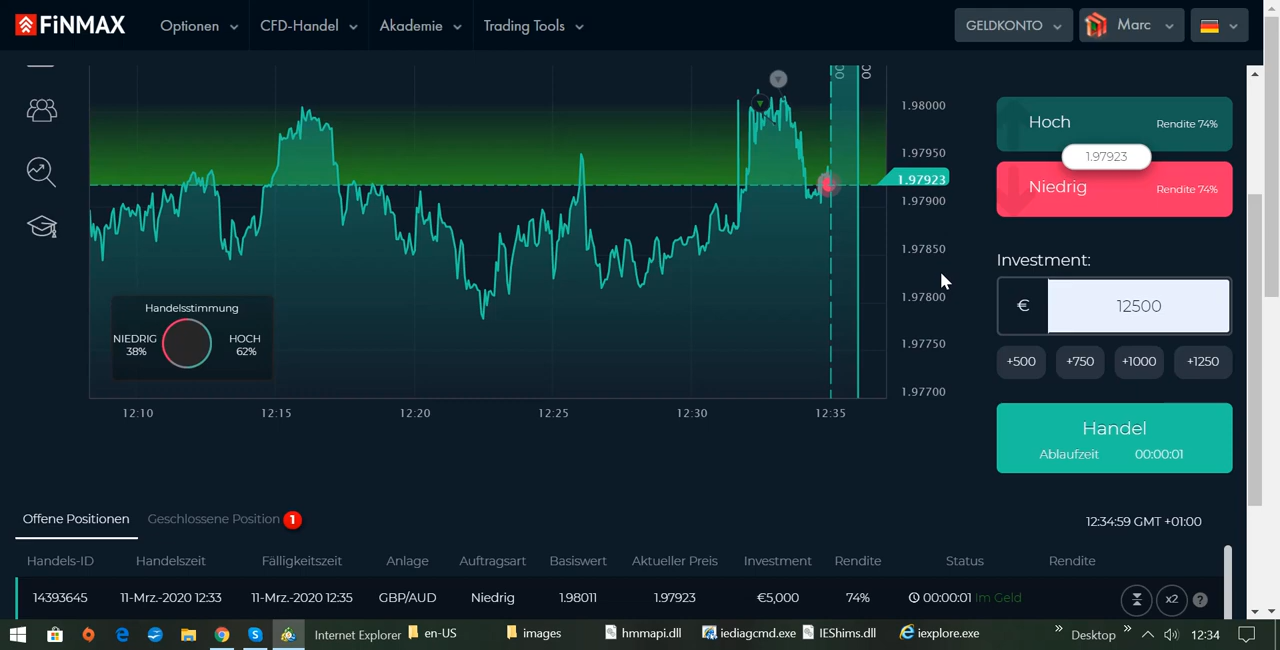 FiNMAX Optionen CFD-Handel Akademie Trading Tools GELDKONTO Marc
1.98000
1.97950
1.97923
1.97900
1.97850
1.97800
1.97750
1.97700
Handelsstimmung
NIEDRIG HOCH
38% 62%
12:10 12:15 12:20 12:25 12:30 12:35
Hoch Rendite 74%
1.97923
Niedrig Rendite 74%
Investment:
€ 12500
+500 +750 +1000 +1250
Handel
Ablaufzeit 00:00:01
Offene Positionen Geschlossene Position 1 12:34:59 GMT +01:00
Handels-ID Handelszeit Fälligkeitszeit Anlage Auftragsart Basiswert Aktueller Preis Investment Rendite Status Rendite
14393645 11-Mrz.-2020 12:33 11-Mrz.-2020 12:35 GBP/AUD Niedrig 1.98011 1.97923 €5,000 74% 00:00:01 Im Geld x2 ?
Internet Explorer en-US images hmmapi.dll iediagcmd.exe IEShims.dll iexplore.exe » Desktop » 12:34